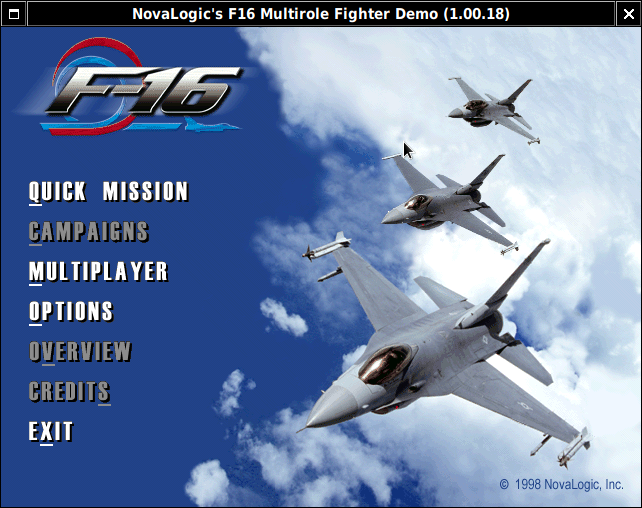 NovaLogic's F16 Multirole Fighter Demo (1.00.18)
F-16
QUICK MISSION
CAMPAIGNS
MULTIPLAYER
OPTIONS
OVERVIEW
CREDITS
EXIT
© 1998 NovaLogic, Inc.